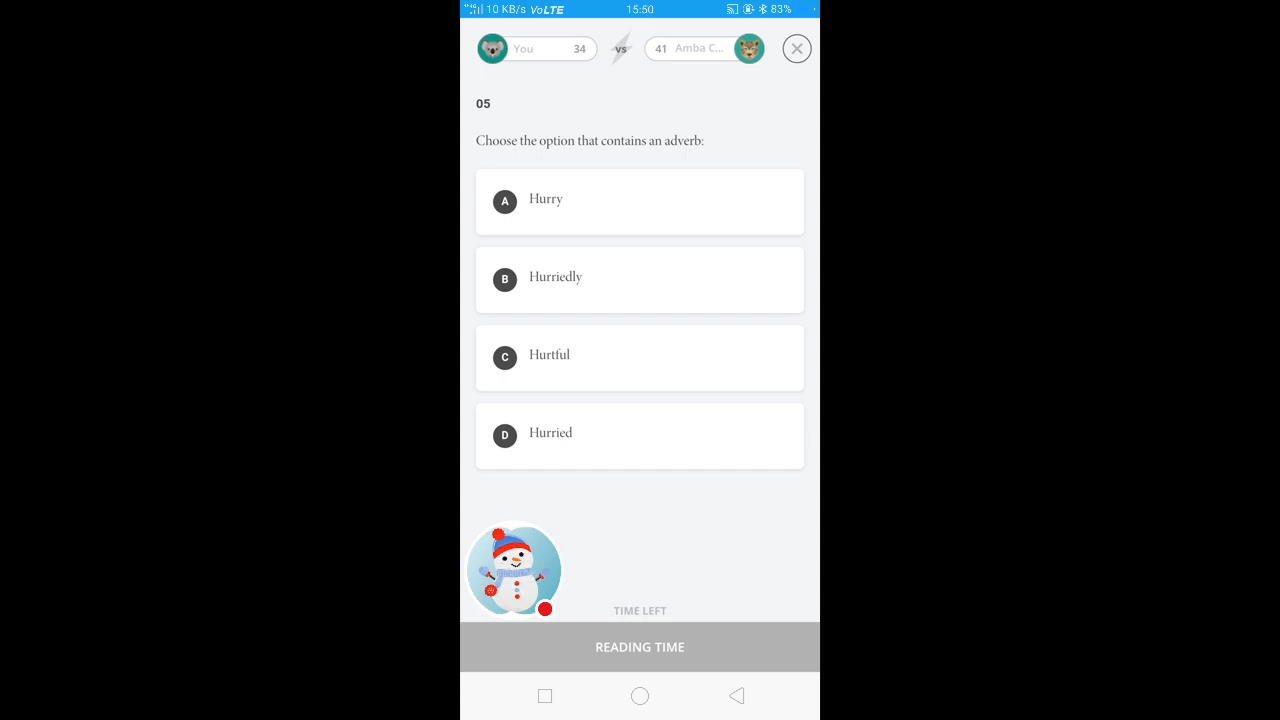 10 KB/s VoLTE 15:50 83%
You 34 vs 41 Amba C...
05
Choose the option that contains an adverb:
A Hurry
B Hurriedly
C Hurtful
D Hurried
TIME LEFT
READING TIME